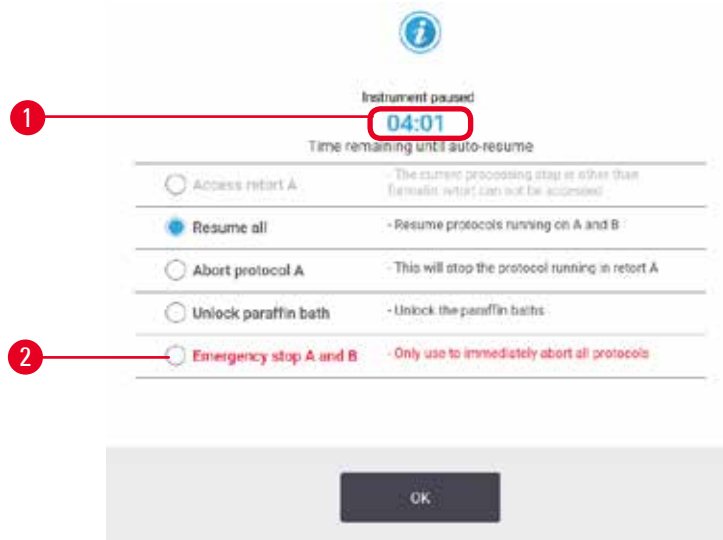 Instrument paused
1
04:01
Time remaining until auto-resume
Access retort A
- The current processing step is other than
formalin retort can not be accessed
Resume all
- Resume protocols running on A and B
Abort protocol A
- This will stop the protocol running in retort A
Unlock paraffin bath
- Unlock the paraffin baths
2
Emergency stop A and B
- Only use to immediately abort all protocols
OK